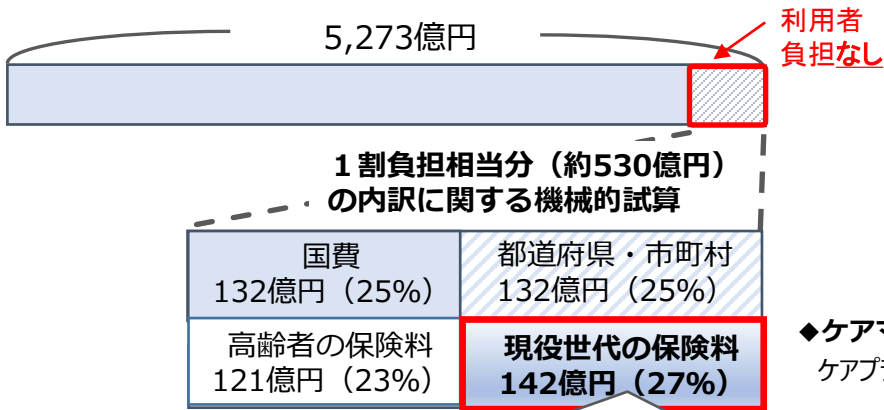 5,273億円
利用者
負担なし
１割負担相当分（約530億円）
の内訳に関する機械的試算
国費
132億円（25%）
都道府県・市町村
132億円（25%）
高齢者の保険料
121億円（23%）
現役世代の保険料
142億円（27%）
◆ケア
ケアプ